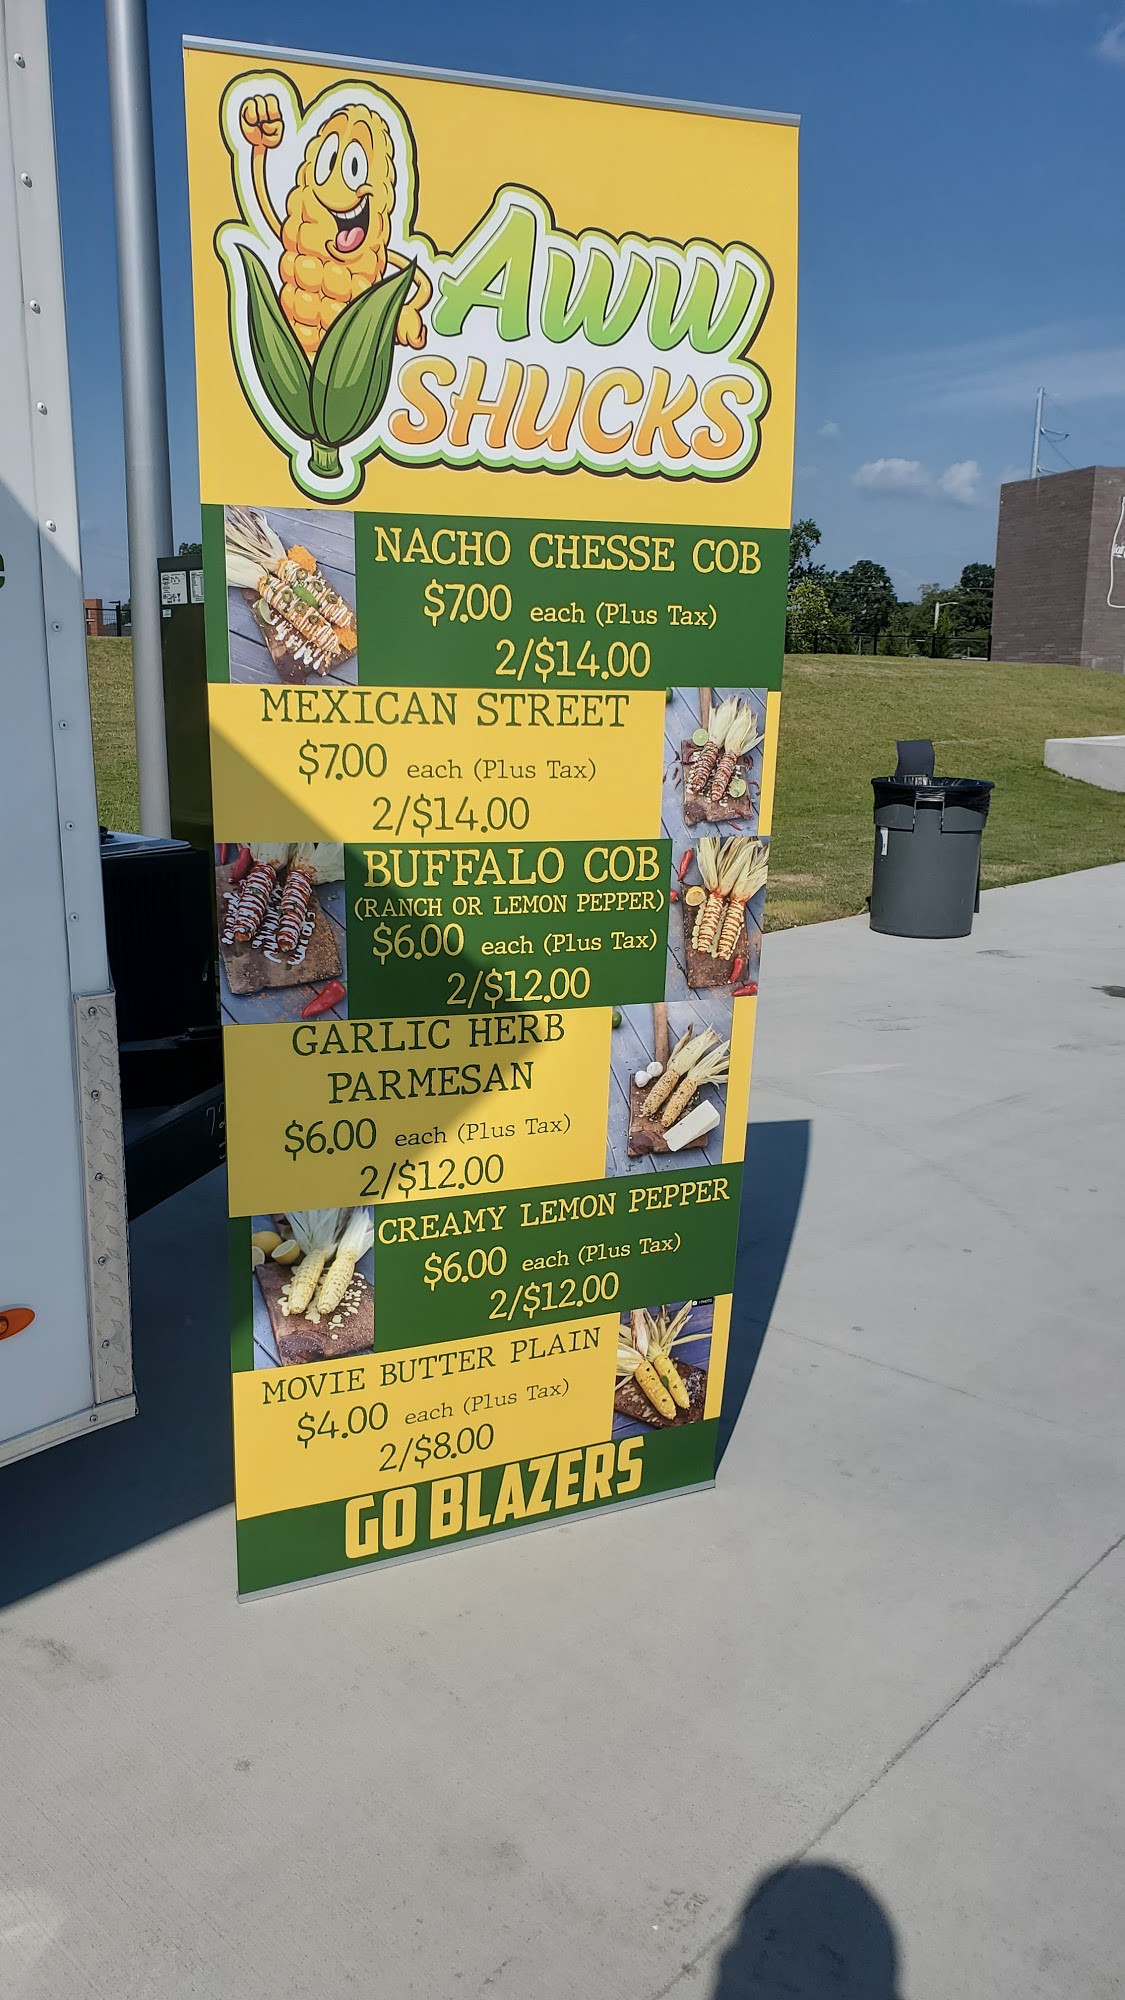 Aww
SHUCKS
NACHO CHESSE COB
$7.00 each (Plus Tax)
2/$14.00
MEXICAN STREET
$7.00 each (Plus Tax)
2/$14.00
BUFFALO COB
(RANCH OR LEMON PEPPER)
$6.00 each (Plus Tax)
2/$12.00
GARLIC HERB
PARMESAN
$6.00 each (Plus Tax)
2/$12.00
CREAMY LEMON PEPPER
$6.00 each (Plus Tax)
2/$12.00
MOVIE BUTTER PLAIN
$4.00 each (Plus Tax)
2/$8.00
GO BLAZERS